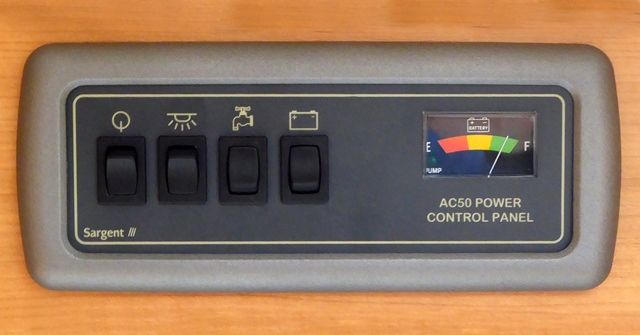 BATTERY
E F
PUMP
AC50 POWER
CONTROL PANEL
Sargent